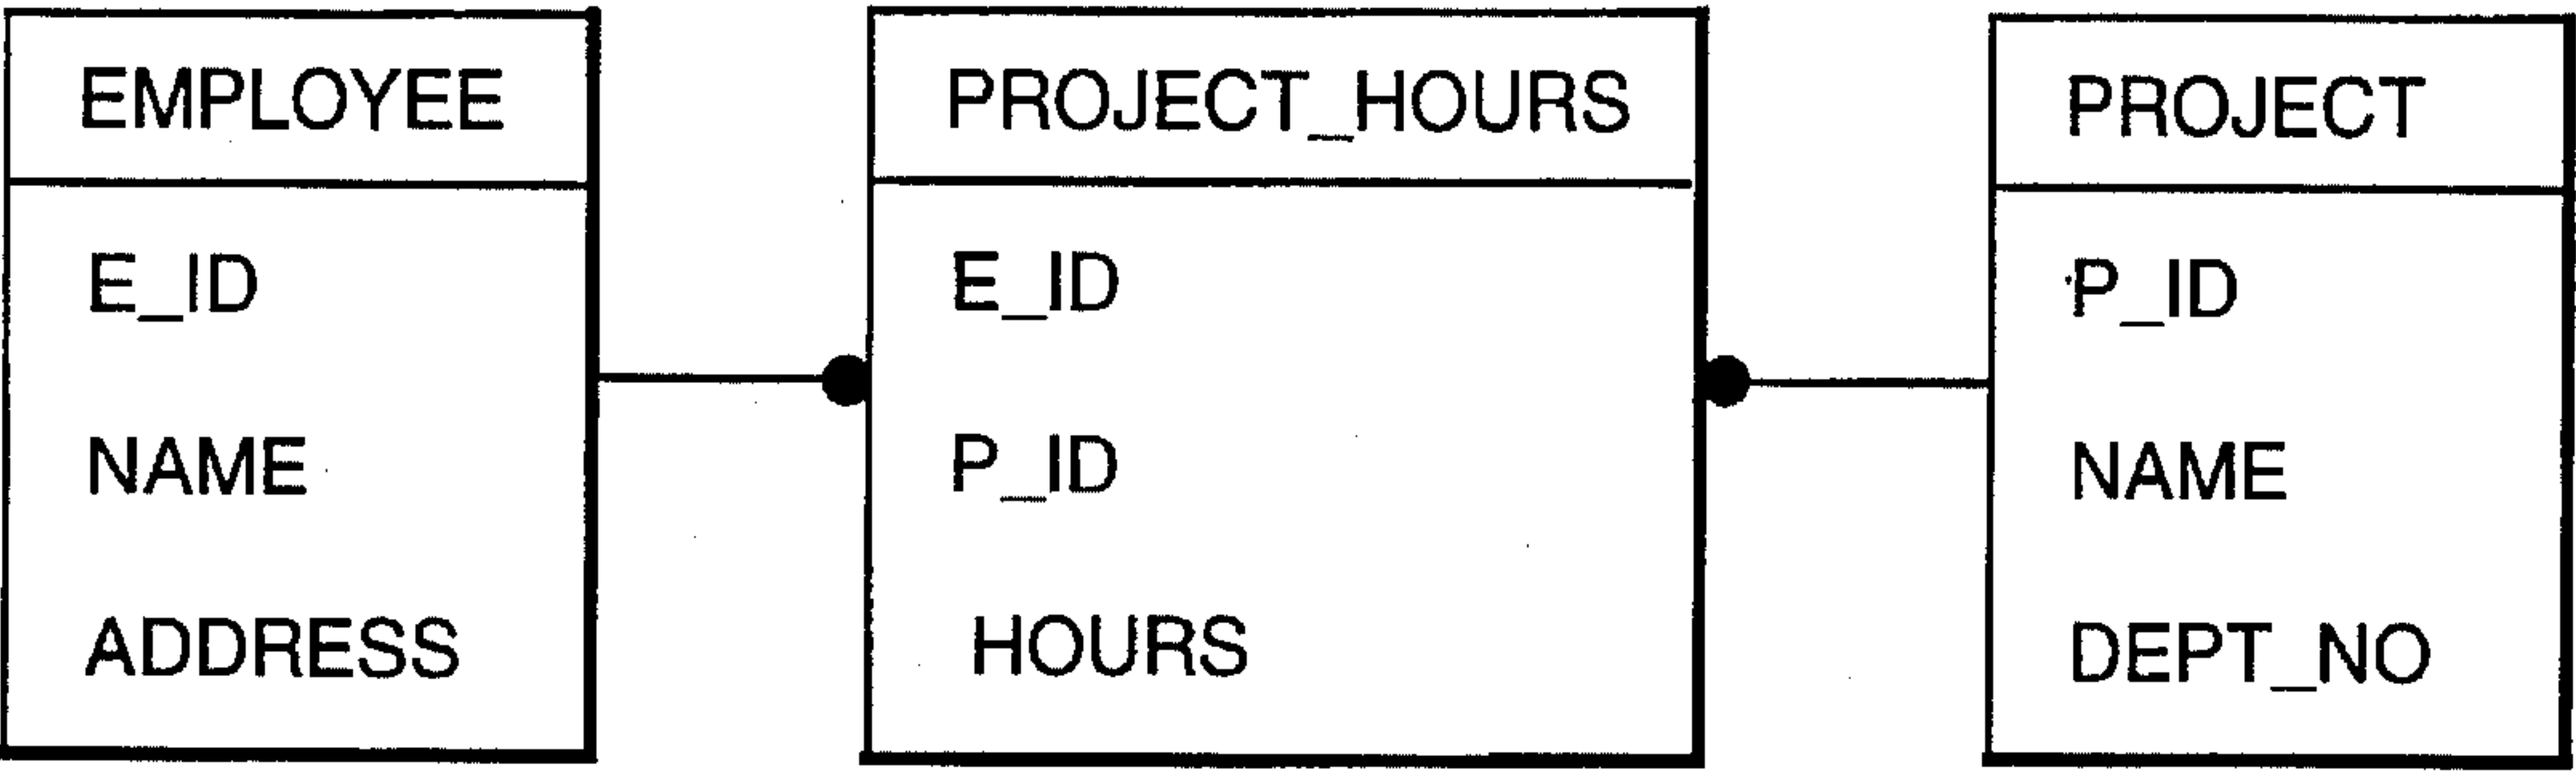 EMPLOYEE
E_ID
NAME
ADDRESS
PROJECT_HOURS
E_ID
P_ID
HOURS
PROJECT
P_ID
NAME
DEPT_NO